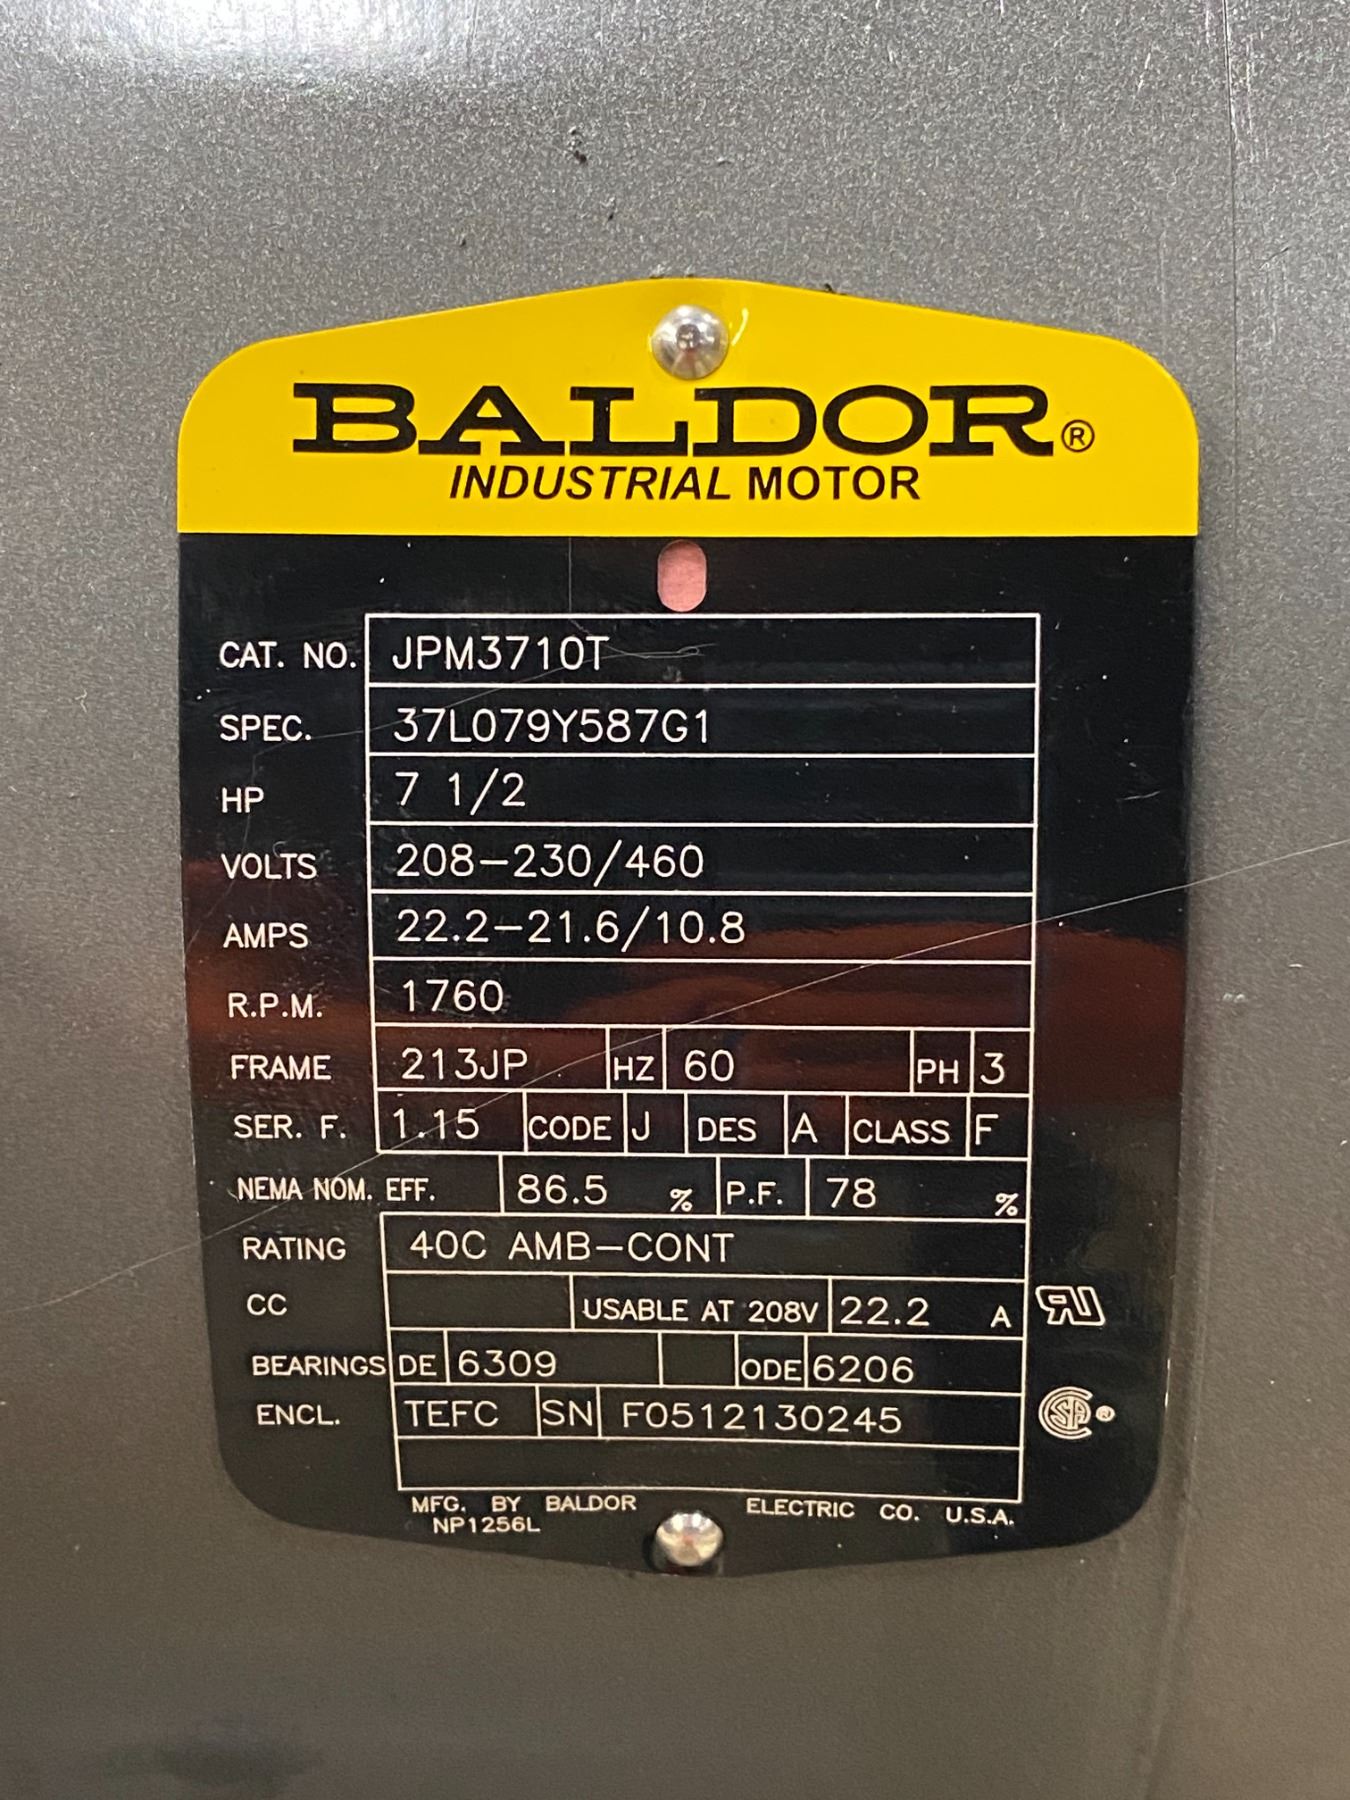 BALDOR®
INDUSTRIAL MOTOR
CAT. NO. JPM3710T
SPEC. 37L079Y587G1
HP 7 1/2
VOLTS 208-230/460
AMPS 22.2-21.6/10.8
R.P.M. 1760
FRAME 213JP HZ 60 PH 3
SER. F. 1.15 CODE J DES A CLASS F
NEMA NOM. EFF. 86.5 % P.F. 78 %
RATING 40C AMB-CONT
CC USABLE AT 208V 22.2 A
BEARINGS DE 6309 ODE 6206
ENCL. TEFC SN F0512130245
MFG. BY BALDOR ELECTRIC CO. U.S.A.
NP1256L
RU
SA®